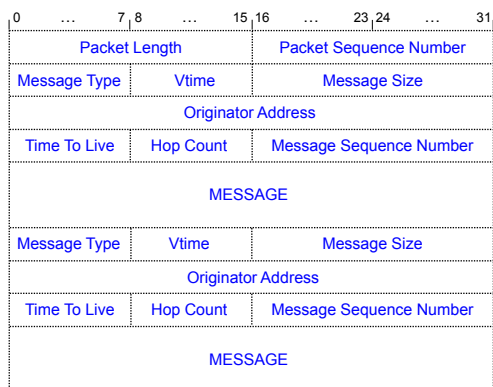 0 ... 7 8 ... 15 16 ... 23 24 ... 31
Packet Length Packet Sequence Number
Message Type Vtime Message Size
Originator Address
Time To Live Hop Count Message Sequence Number
MESSAGE
Message Type Vtime Message Size
Originator Address
Time To Live Hop Count Message Sequence Number
MESSAGE